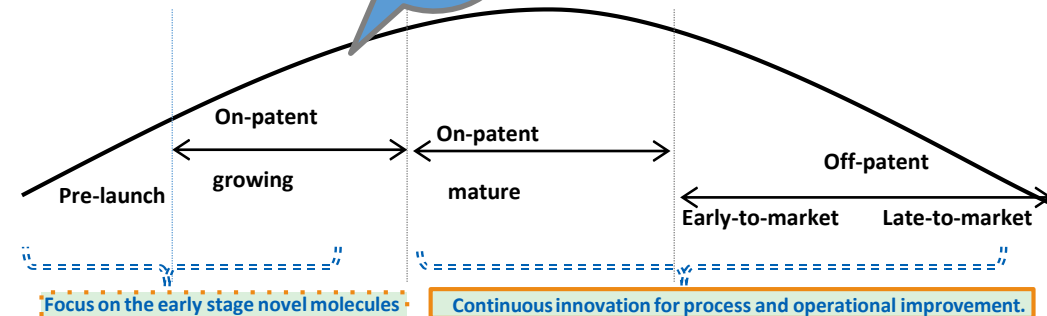 On-patent
growing
On-patent
mature
Off-patent
Pre-launch
Early-to-market
Late-to-market
Focus on the early stage novel molecules
Continuous innovation for process and operational improvement.